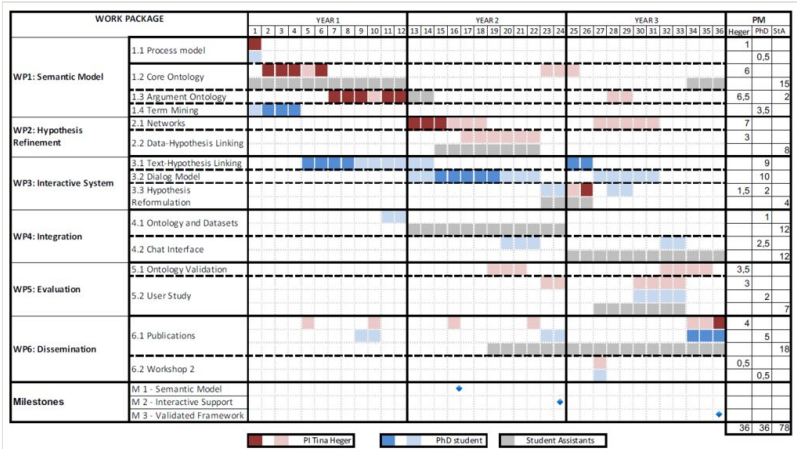 WORK PACKAGE YEAR 1 YEAR 2 YEAR 3 PM
1 2 3 4 5 6 7 8 9 10 11 12 13 14 15 16 17 18 19 20 21 22 23 24 25 26 27 28 29 30 31 32 33 34 35 36 Heger PhD StA
WP1: Semantic Model
1.1 Process model 1
0,5
1.2 Core Ontology 6
15
1.3 Argument Ontology 6,5 2
1.4 Term Mining 3,5
WP2: Hypothesis
Refinement
2.1 Networks 7
2.2 Data-Hypothesis Linking 3
8
WP3: Interactive System
3.1 Text-Hypothesis Linking 9
3.2 Dialog Model 10
3.3 Hypothesis 1,5 2
Reformulation 4
WP4: Integration
4.1 Ontology and Datasets 1
12
4.2 Chat Interface 2,5
12
WP5: Evaluation
5.1 Ontology Validation 3,5
5.2 User Study 3
2
7
WP6: Dissemination
6.1 Publications 4
5
18
6.2 Workshop 2 0,5
0,5
Milestones
M 1 - Semantic Model
M 2 - Interactive Support
M 3 - Validated Framework
36 36 78
PI Tina Heger PhD student Student Assistants